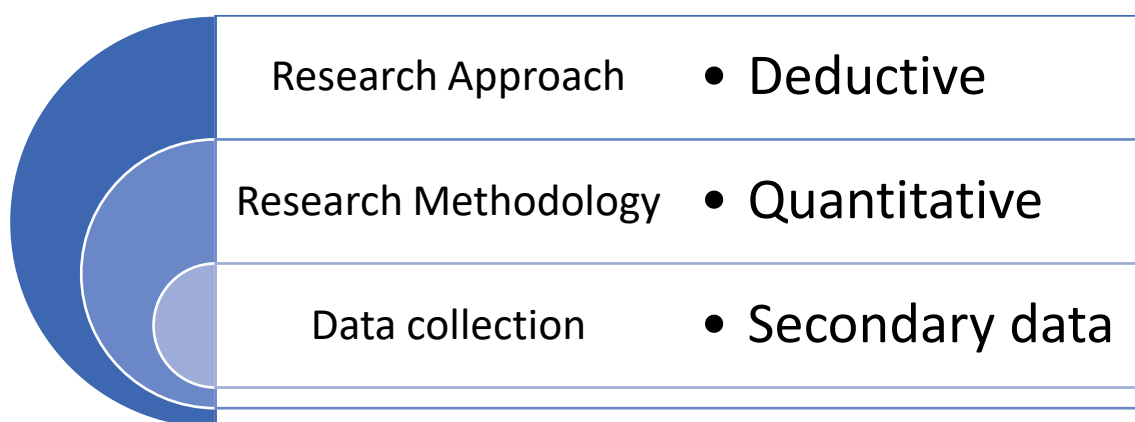 Research Approach • Deductive
Research Methodology • Quantitative
Data collection • Secondary data